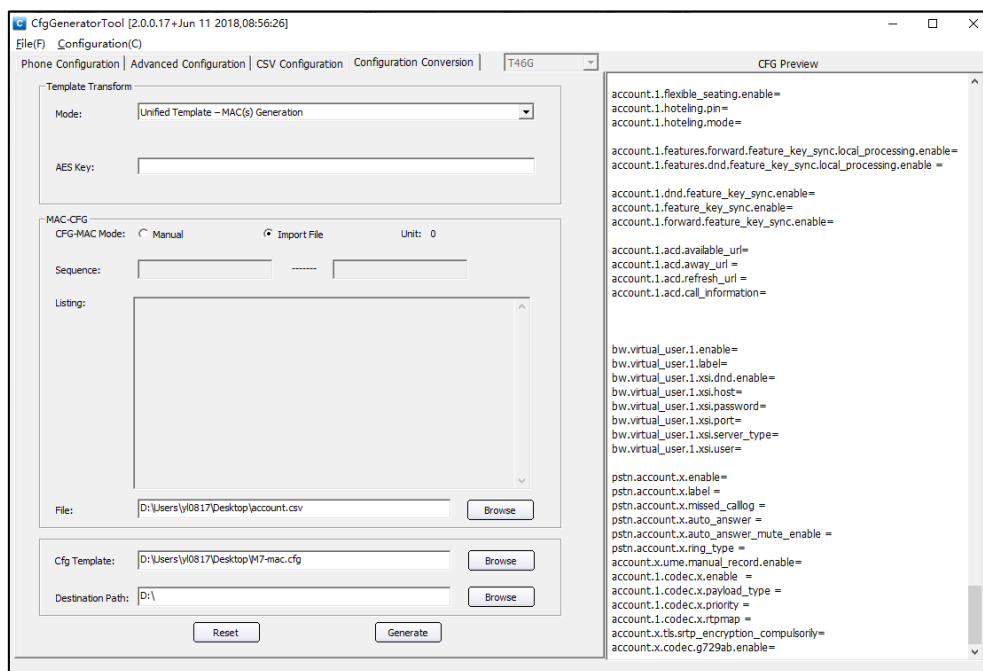 CfgGeneratorTool [2.0.0.17+Jun 11 2018,08:56:26]
File(F) Configuration(C)
Phone Configuration Advanced Configuration CSV Configuration Configuration Conversion T46G
Template Transform
Mode: Unified Template – MAC(s) Generation
AES Key:
MAC-CFG
CFG-MAC Mode: Manual Import File Unit: 0
Sequence: -------
Listing:
File: D:\Users\yl0817\Desktop\account.csv Browse
Cfg Template: D:\Users\yl0817\Desktop\M7-mac.cfg Browse
Destination Path: D:\ Browse
Reset Generate
CFG Preview
account.1.flexible_seating.enable=
account.1.hoteling.pin=
account.1.hoteling.mode=
account.1.features.forward.feature_key_sync.local_processing.enable=
account.1.features.dnd.feature_key_sync.local_processing.enable =
account.1.dnd.feature_key_sync.enable=
account.1.feature_key_sync.enable=
account.1.forward.feature_key_sync.enable=
account.1.acd.available_url=
account.1.acd.away_url =
account.1.acd.refresh_url =
account.1.acd.call_information=
bw.virtual_user.1.enable=
bw.virtual_user.1.label=
bw.virtual_user.1.xsi.dnd.enable=
bw.virtual_user.1.xsi.host=
bw.virtual_user.1.xsi.password=
bw.virtual_user.1.xsi.port=
bw.virtual_user.1.xsi.server_type=
bw.virtual_user.1.xsi.user=
pstn.account.x.enable=
pstn.account.x.label =
pstn.account.x.missed_calllog =
pstn.account.x.auto_answer =
pstn.account.x.auto_answer_mute_enable =
pstn.account.x.ring_type =
account.x.ume.manual_record.enable=
account.1.codec.x.enable =
account.1.codec.x.payload_type =
account.1.codec.x.priority =
account.1.codec.x.rtpmap =
account.x.tls.srtp_encryption_compulsorily=
account.x.codec.g729ab.enable=